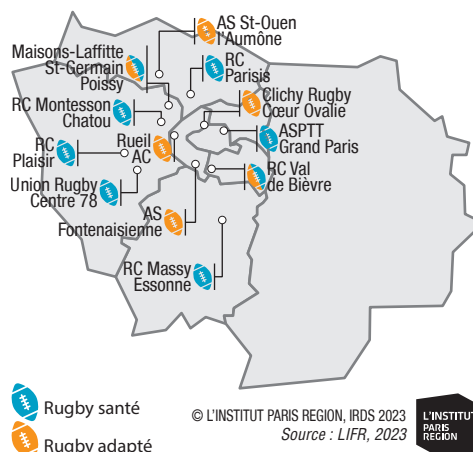 AS St-Ouen
l'Aumône
Maisons-Laffitte
St-Germain
Poissy
RC
Parisis
RC Montesson
Chatou
Clichy Rugby
Cœur Ovalie
Rueil
AC
ASPTT
Grand Paris
RC
Plaisir
RC Val
de Bièvre
Union Rugby
Centre 78
AS
Fontenaisienne
RC Massy
Essonne
Rugby santé
Rugby adapté
© L'INSTITUT PARIS REGION, IRDS 2023
Source : LIFR, 2023
L'INSTITUT
PARIS
REGION